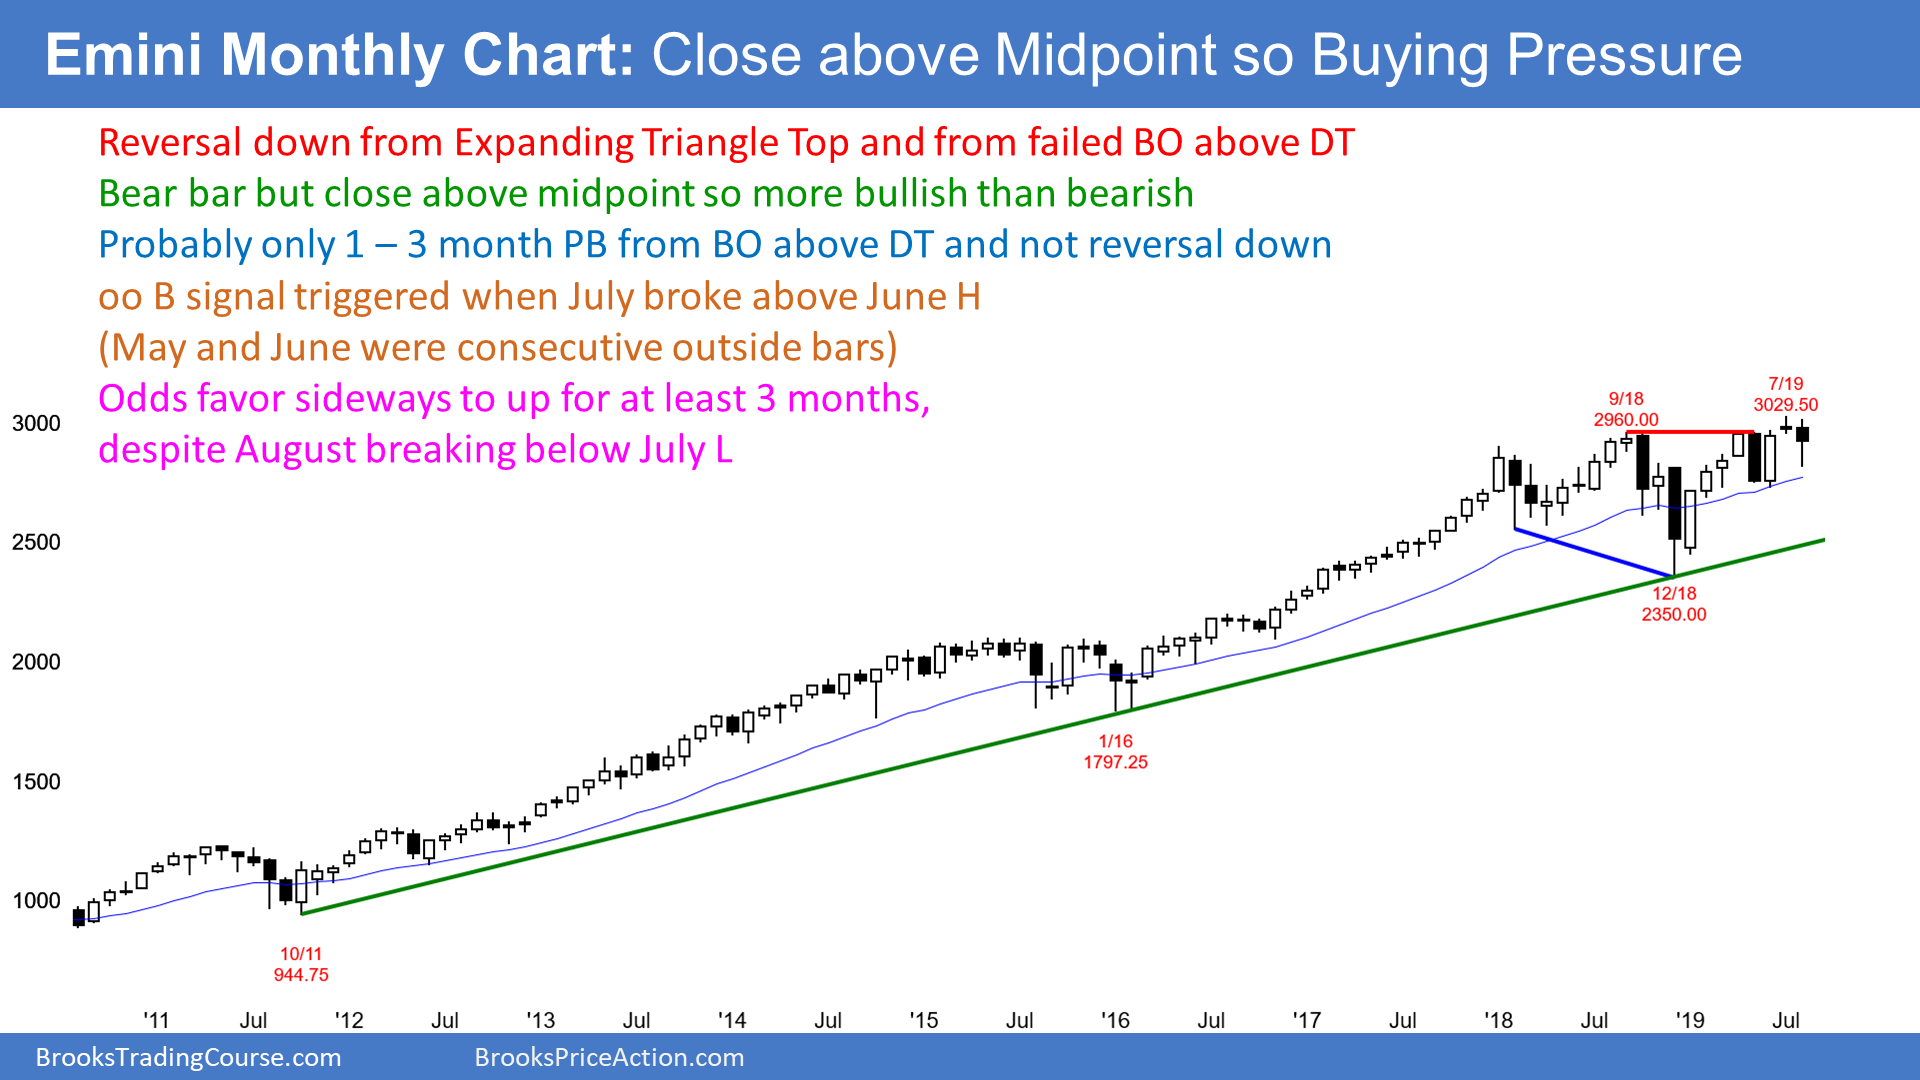 Emini Monthly Chart: Close above Midpoint so Buying Pressure
Reversal down from Expanding Triangle Top and from failed BO above DT
Bear bar but close above midpoint so more bullish than bearish
Probably only 1 – 3 month PB from BO above DT and not reversal down
oo B signal triggered when July broke above June H
(May and June were consecutive outside bars)
Odds favor sideways to up for at least 3 months,
despite August breaking below July L
7/19
3029.50
9/18
2960.00
3000
2500
12/18
2350.00
2000
1/16
1797.25
1500
1000
10/11
944.75
'11 Jul '12 Jul '13 Jul '14 Jul '15 Jul '16 Jul '17 Jul '18 Jul '19 Jul
BrooksTradingCourse.com BrooksPriceAction.com